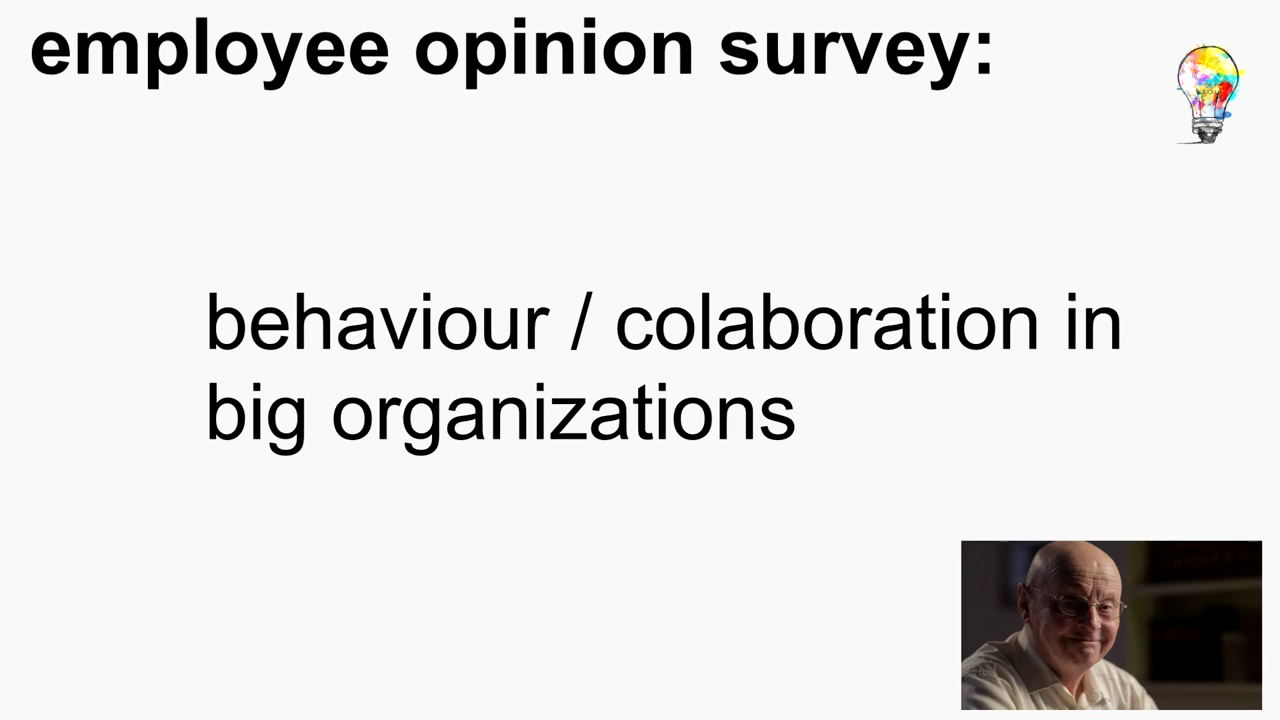 employee opinion survey:
behaviour / colaboration in
big organizations